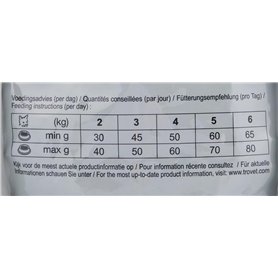 Voedingsadvies (per dag) / Quantités conseillées (par jour) / Fütterungsempfehlung (pro Tag) /
Feeding instructions (per day) :
(kg) 2 3 4 5 6
min g 30 45 50 60 65
max g 40 50 60 70 80
Kijk voor de meest actuele productinformatie op / Pour information récente consultez / Für aktuelle
Informationen schauen Sie unter / For the most up-to-date product information, visit: www.trovet.com